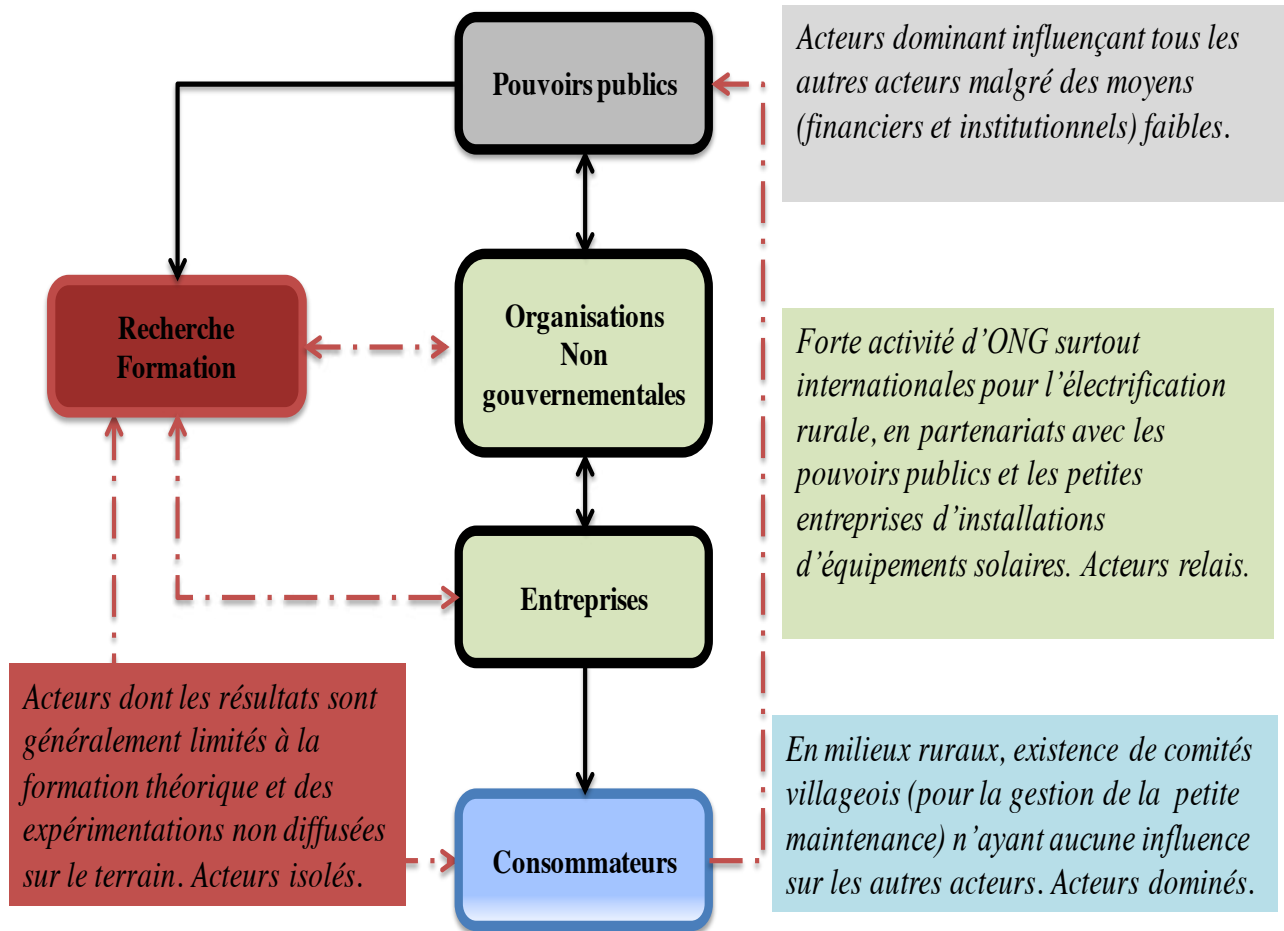 Pouvoirs publics
Acteurs dominant influençant tous les
autres acteurs malgré des moyens
(financiers et institutionnels) faibles.
Recherche
Formation
Organisations
Non
gouvernementales
Forte activité d’ONG surtout
internationales pour l’électrification
rurale, en partenariats avec les
pouvoirs publics et les petites
entreprises d’installations
d’équipements solaires. Acteurs relais.
Entreprises
Acteurs dont les résultats sont
généralement limités à la
formation théorique et des
expérimentations non diffusées
sur le terrain. Acteurs isolés.
Consommateurs
En milieux ruraux, existence de comités
villageois (pour la gestion de la petite
maintenance) n’ayant aucune influence
sur les autres acteurs. Acteurs dominés.